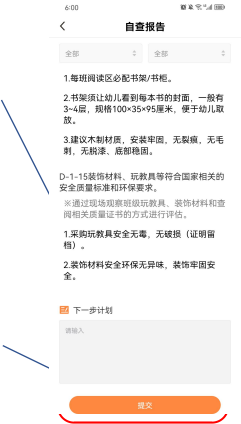 6:00
自查报告
全部
全部
1.每班阅读区必配书架/书柜。
2.书架须让幼儿看到每本书的封面，一般有
3~4层，规格100×35×95厘米，便于幼儿取
放。
3.建议木制材质，安装牢固，无裂痕，无毛
刺，无脱漆、底部稳固。
D-1-15装饰材料、玩教具等符合国家相关的
安全质量标准和环保要求。
※通过现场观察班级玩教具、装饰材料和查
阅相关质量证书的方式进行评估。
1.采购玩教具安全无毒，无破损（证明留
档）。
2.装饰材料安全环保无异味，装饰牢固安
全。
下一步计划
请输入
提交